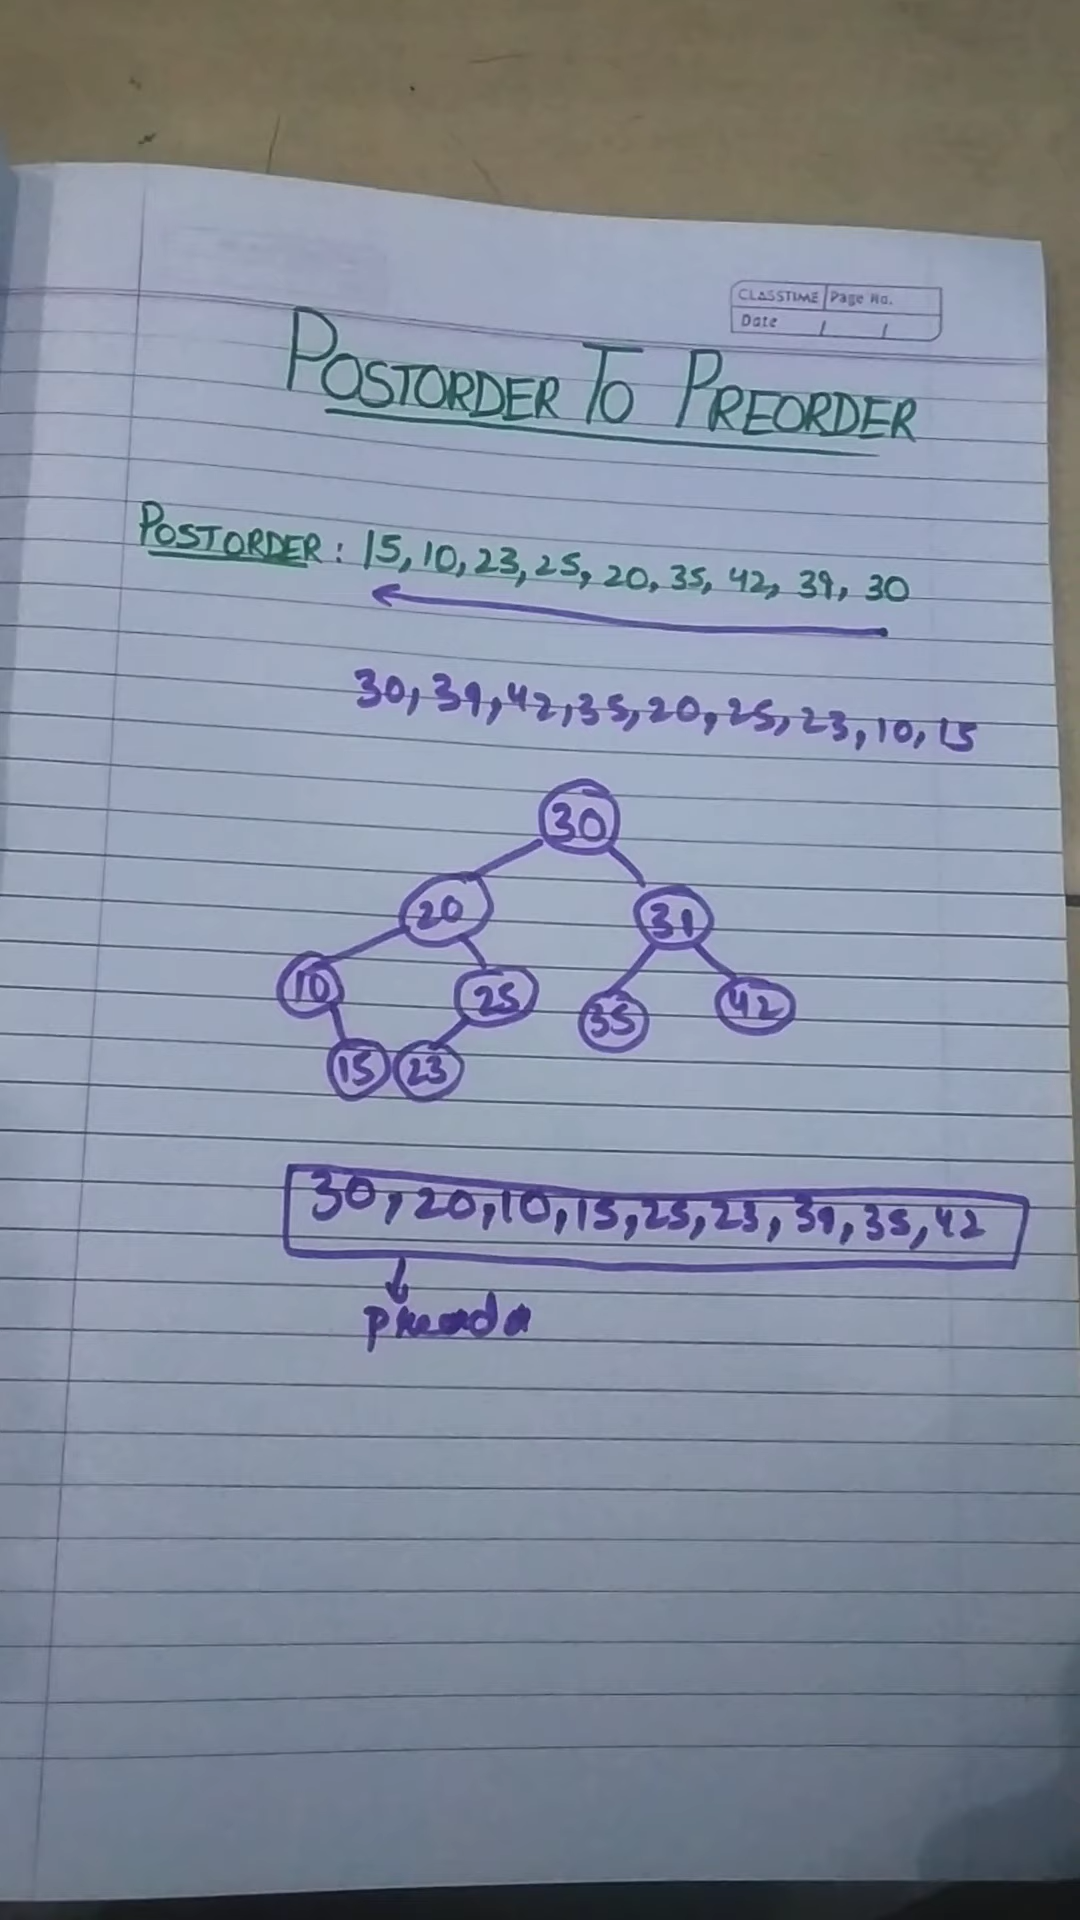 CLASSTIME Page No.
Date / /
POSTORDER TO PREORDER
POSTORDER: 15, 10, 23, 25, 20, 35, 42, 39, 30
30, 39, 42, 35, 20, 25, 23, 10, 15
30
20 31
10 25 35 42
15 23
30, 20, 10, 15, 25, 23, 39, 35, 42